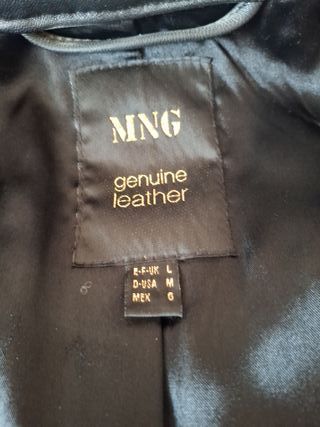 MNG
genuine
leather
E-F-UK L
D-USA M
MEX G